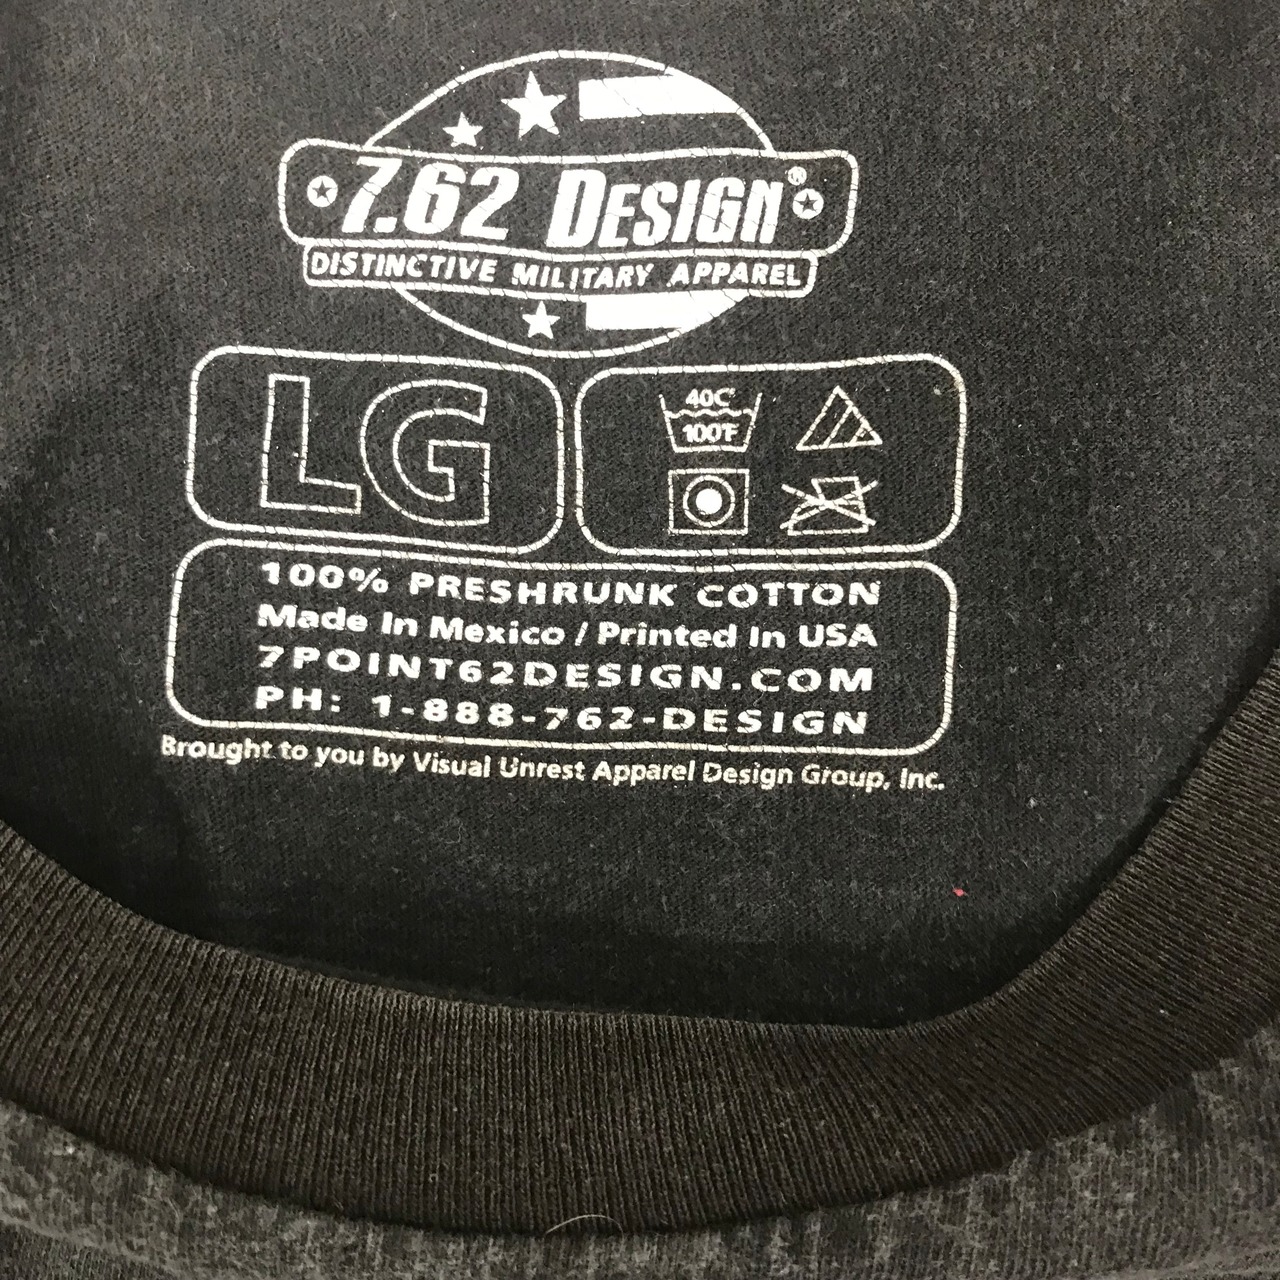 7.62 DESIGN®
DISTINCTIVE MILITARY APPAREL
LG
40C°
100°F
100% PRESHRUNK COTTON
Made In Mexico / Printed In USA
7POINT62DESIGN.COM
PH: 1-888-762-DESIGN
Brought to you by Visual Unrest Apparel Design Group, Inc.